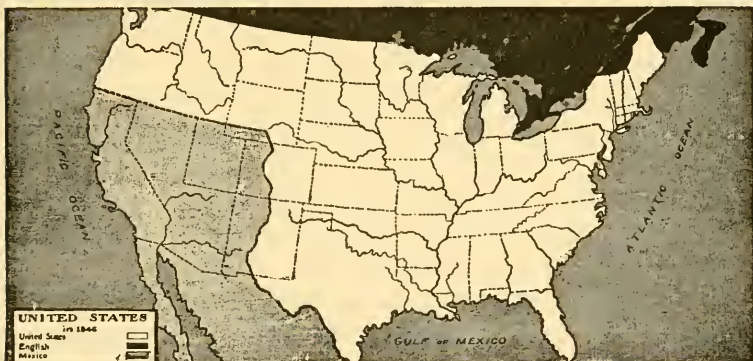 PACIFIC
OCEAN
ATLANTIC OCEAN
GULF OF MEXICO
UNITED STATES
in 1846
United States
English
Mexico